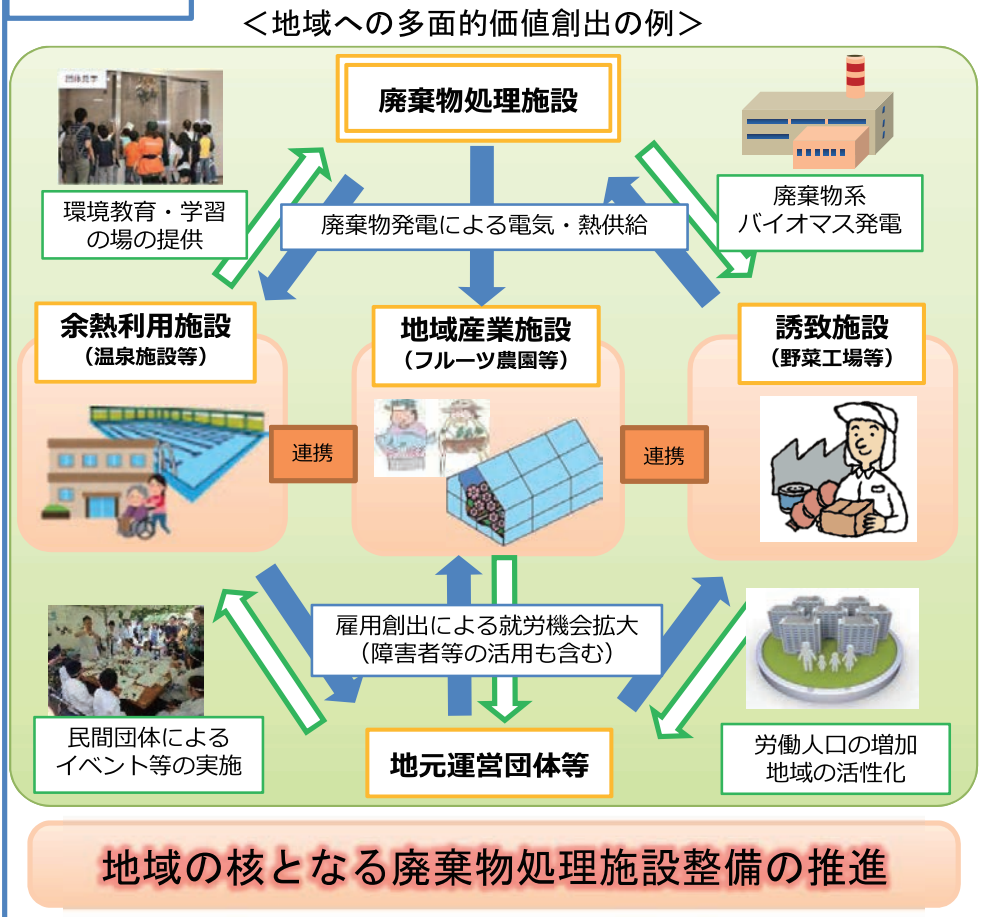 ＜地域への多面的価値創出の例＞
団体見学
廃棄物処理施設
環境教育・学習
の場の提供
廃棄物発電による電気・熱供給
廃棄物系
バイオマス発電
余熱利用施設
（温泉施設等）
地域産業施設
（フルーツ農園等）
誘致施設
（野菜工場等）
連携
連携
雇用創出による就労機会拡大
（障害者等の活用も含む）
民間団体による
イベント等の実施
地元運営団体等
労働人口の増加
地域の活性化
地域の核となる廃棄物処理施設整備の推進